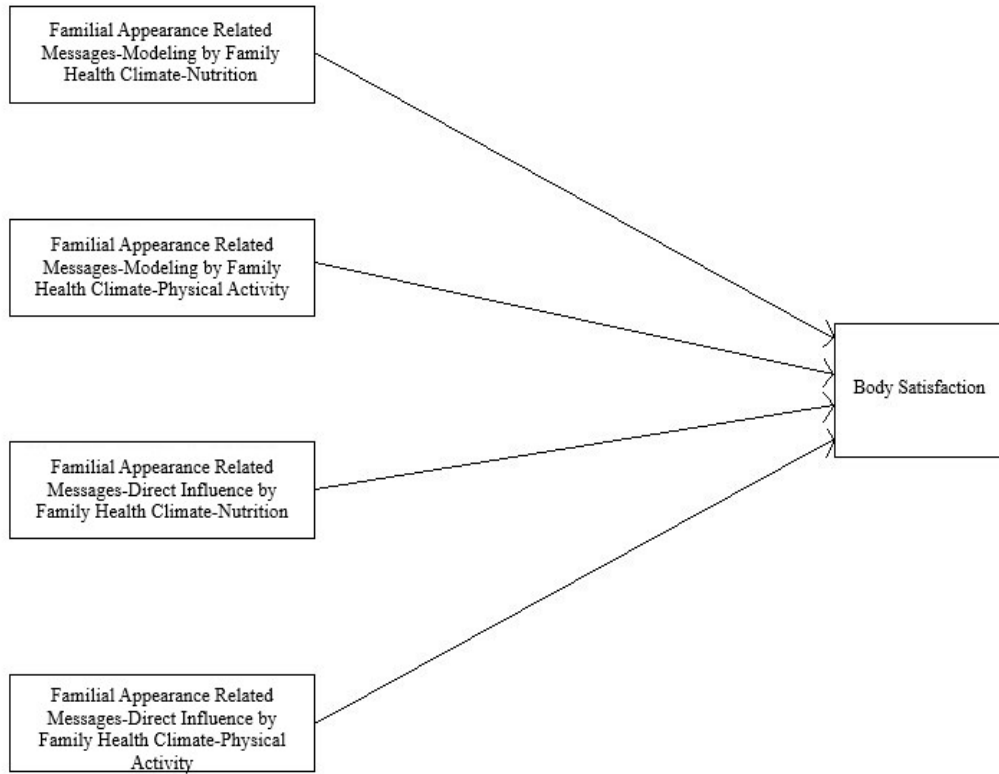 Familial Appearance Related
Messages-Modeling by Family
Health Climate-Nutrition
Familial Appearance Related
Messages-Modeling by Family
Health Climate-Physical Activity
Body Satisfaction
Familial Appearance Related
Messages-Direct Influence by
Family Health Climate-Nutrition
Familial Appearance Related
Messages-Direct Influence by
Family Health Climate-Physical
Activity